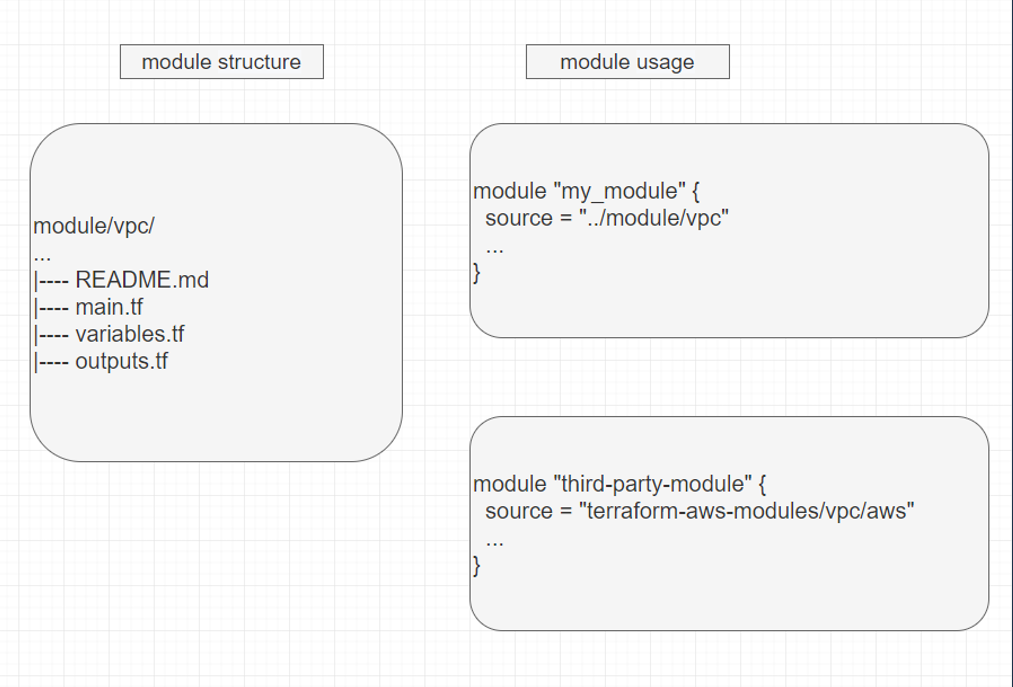 module structure
module usage
module/vpc/
...
|---- README.md
|---- main.tf
|---- variables.tf
|---- outputs.tf
module "my_module" {
  source = "../module/vpc"
  ...
}
module "third-party-module" {
  source = "terraform-aws-modules/vpc/aws"
  ...
}